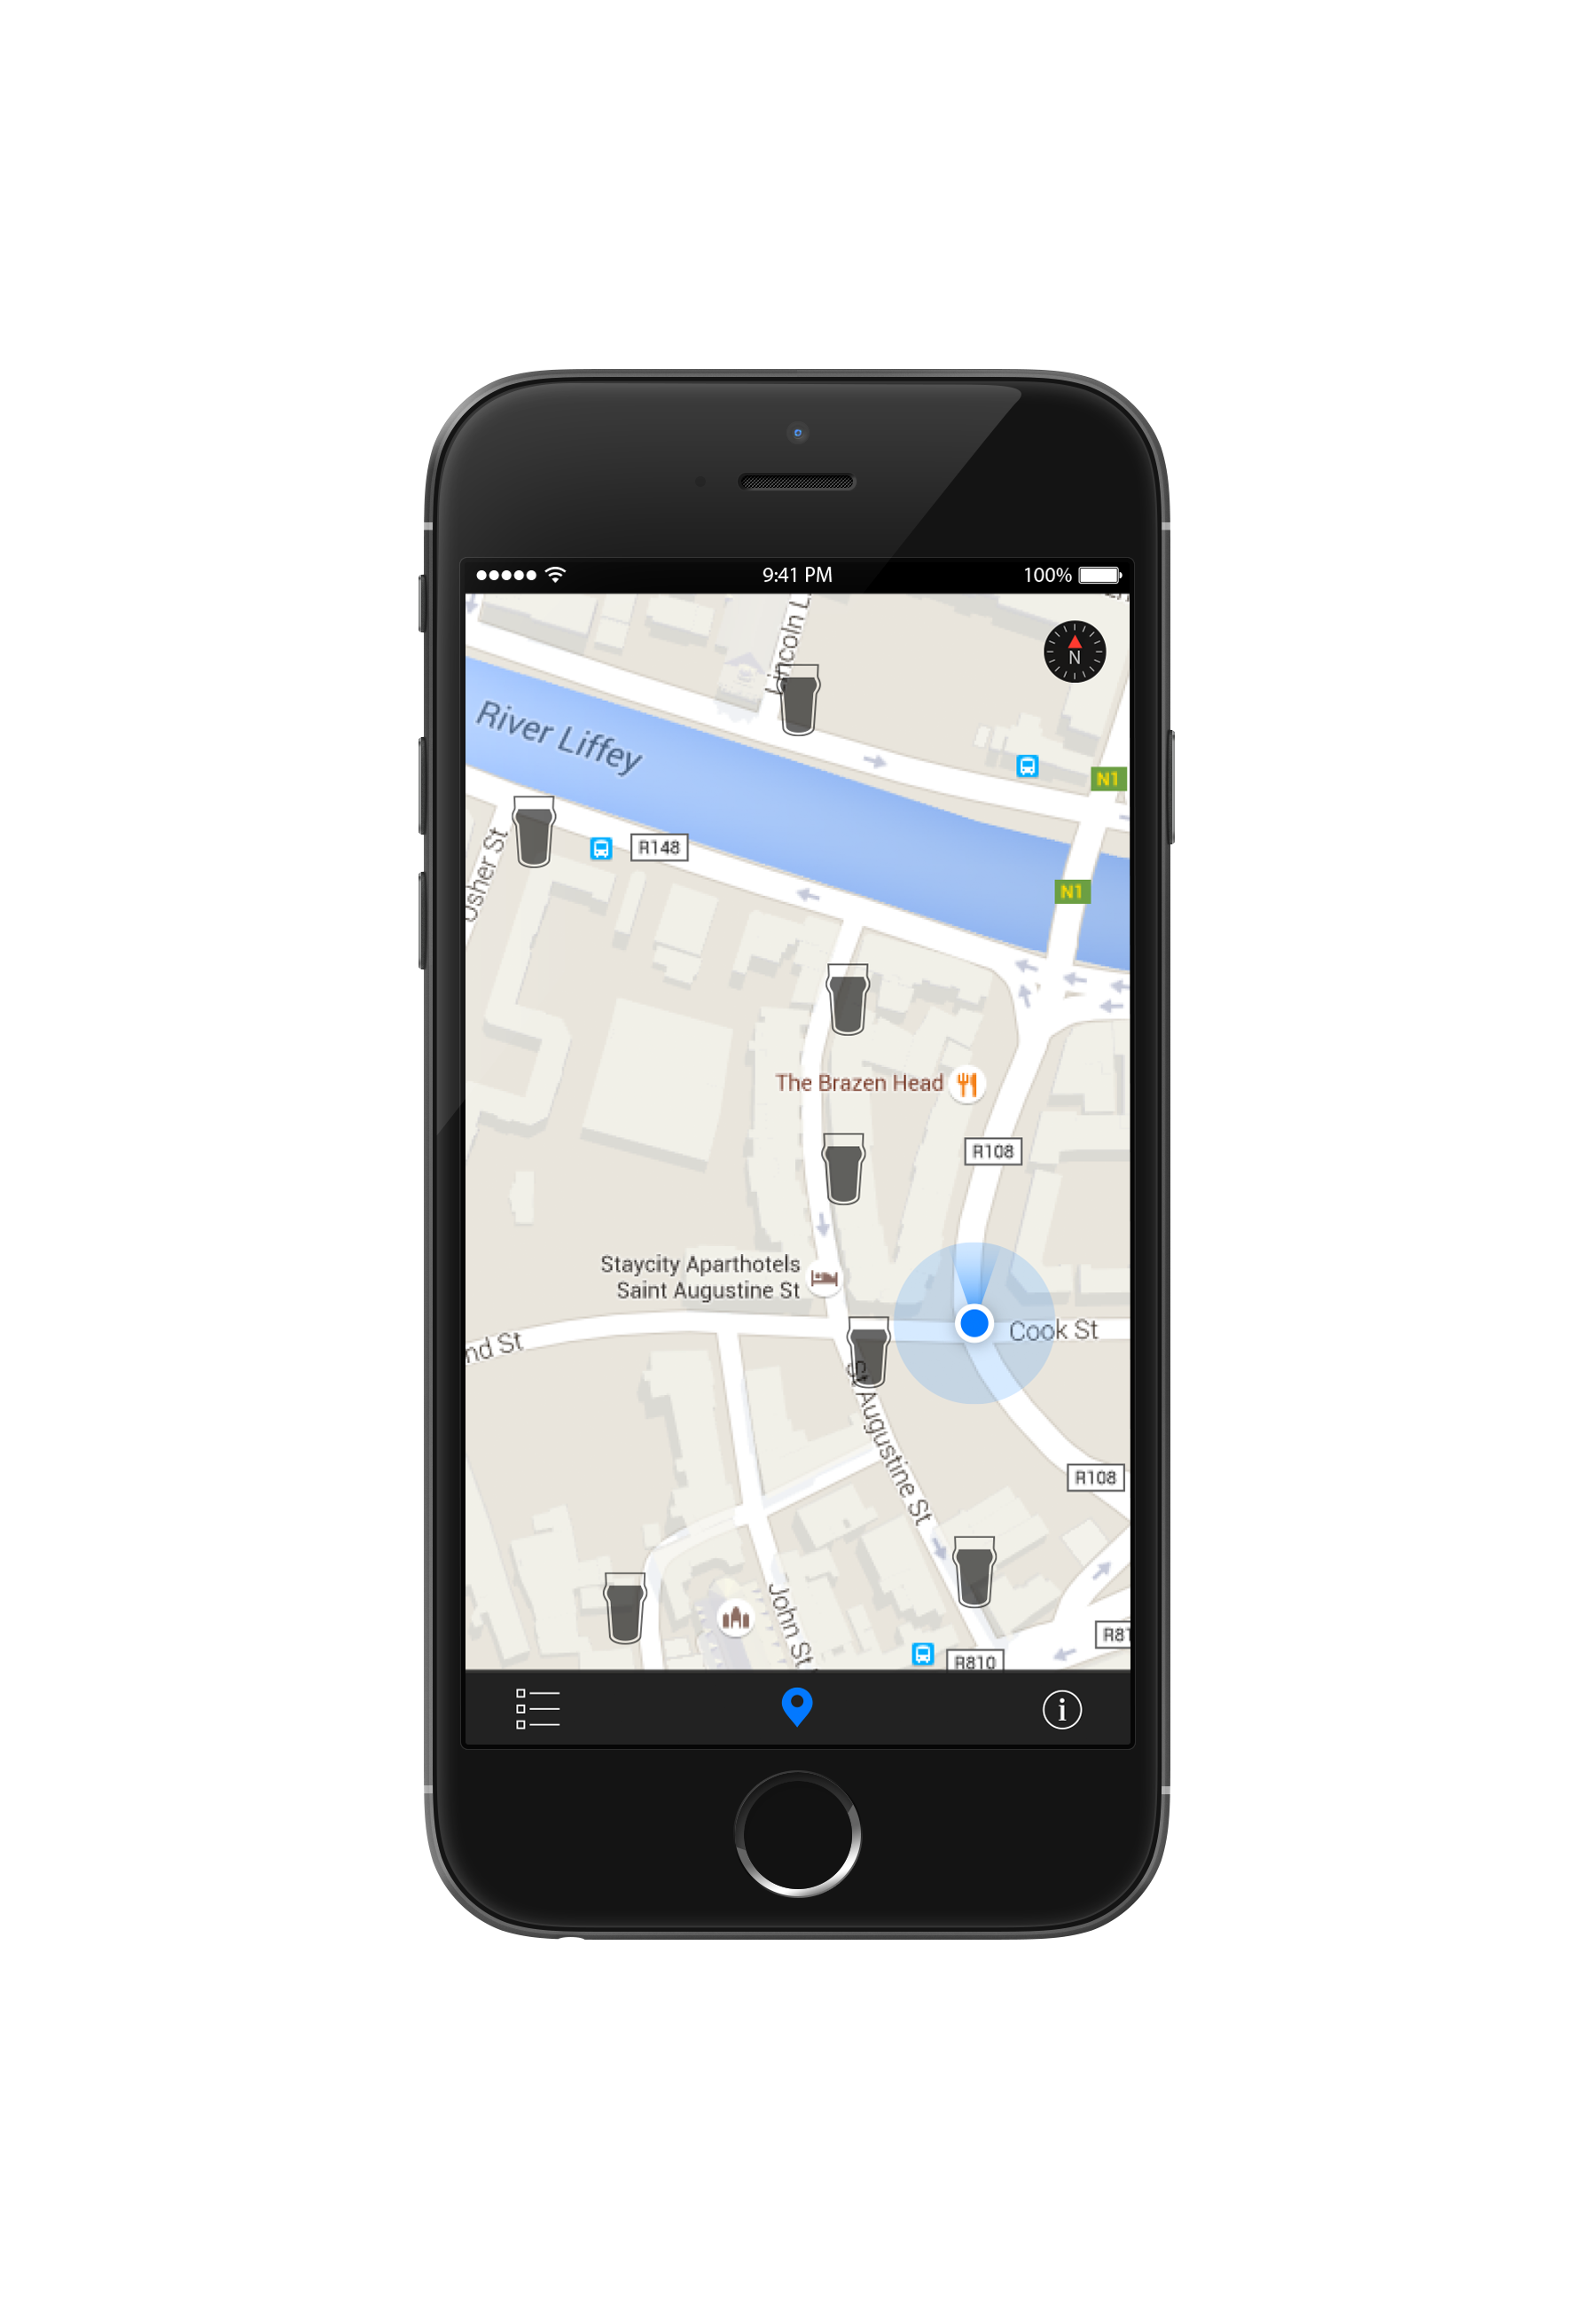 9:41 PM
100%
Lincoln L
N
River Liffey
N1
R148
Usher St
N1
The Brazen Head
R108
Staycity Aparthotels
Saint Augustine St
Cook St
nd St
St Augustine St
R108
John St
R81
R810
i